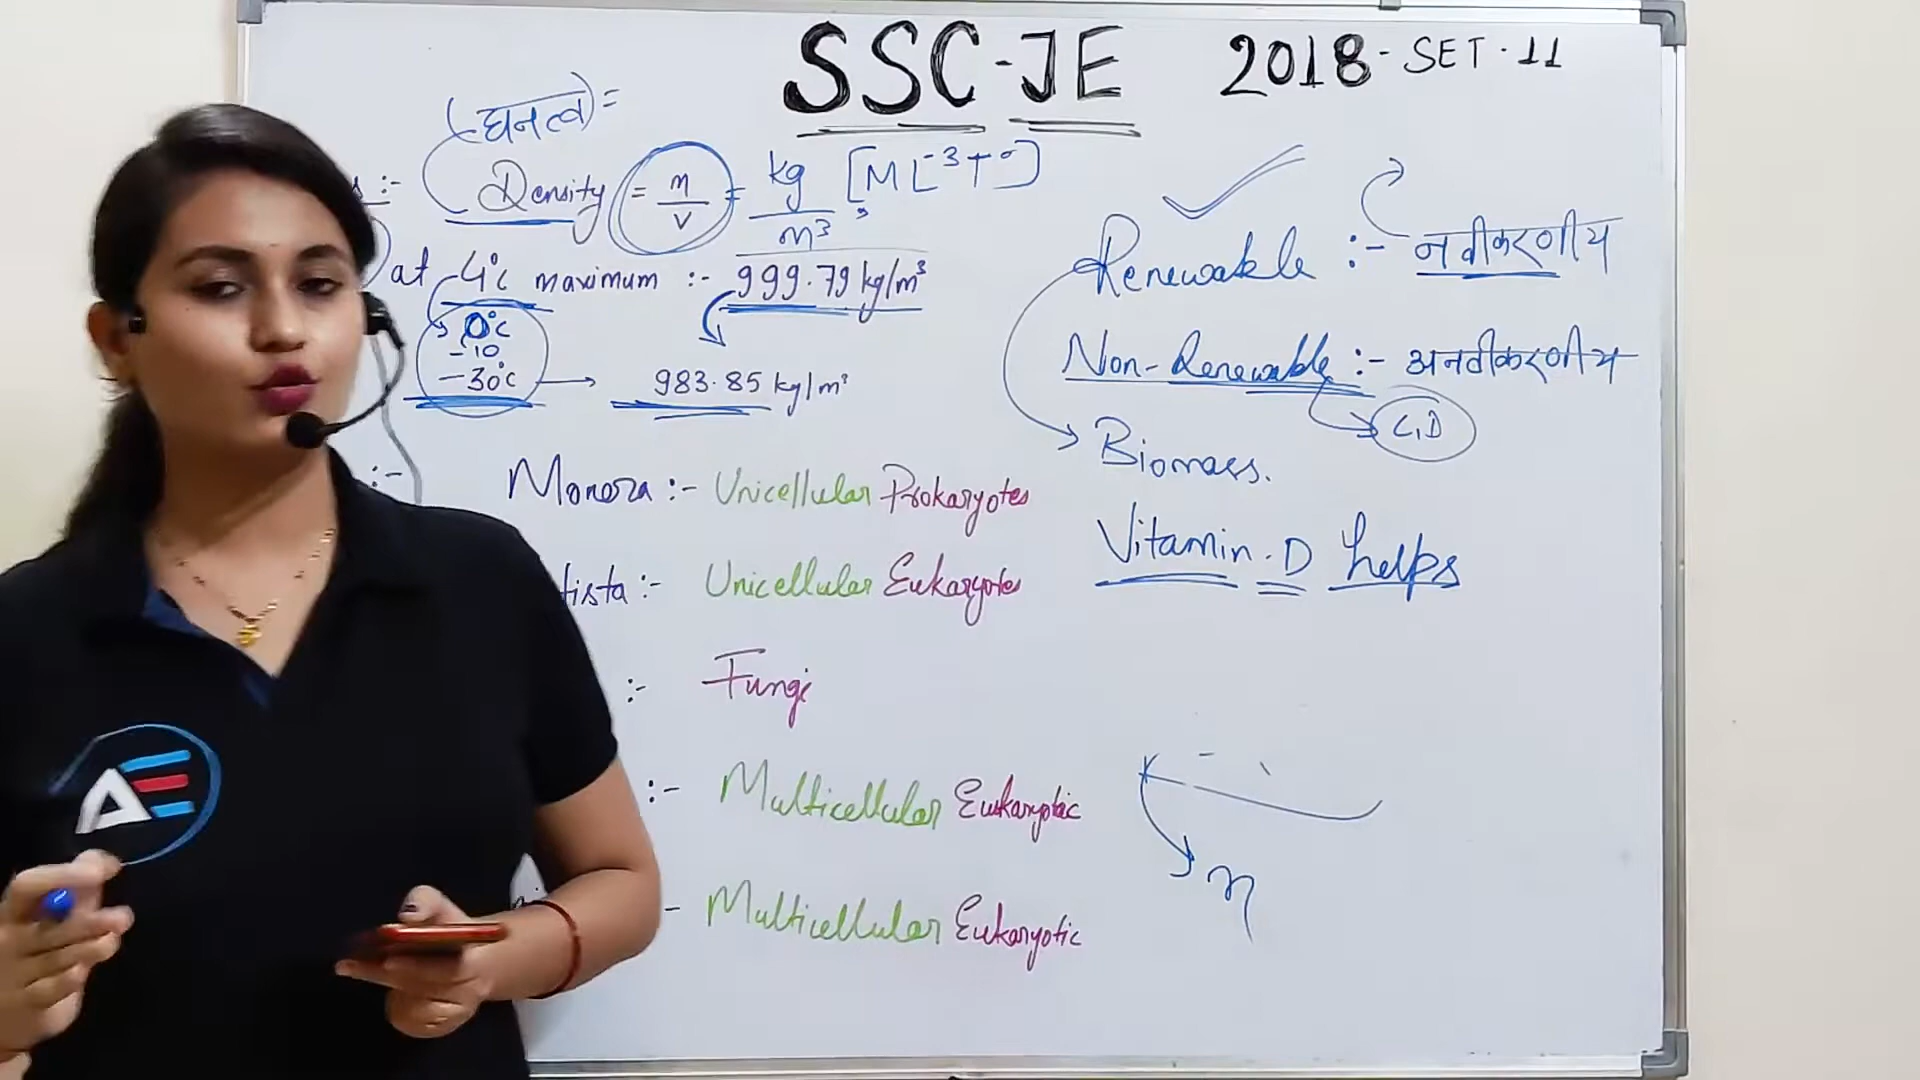 SSC-JE 2018-SET-11
(घनत्व) =
s :- Density = m/V = kg/m³ [ML⁻³T⁰]
at 4°C maximum :- 999.79 kg/m³
0°C
-10
-30°C → 983.85 kg/m³
:- Monera :- Unicellular Prokaryotes
tista :- Unicellular Eukaryotes
:- Fungi
:- Multicellular Eukaryotic
- Multicellular Eukaryotic
Renewable :- नवीकरणीय
Non-Renewable :- अनवीकरणीय
C,D
Biomass.
Vitamin-D helps
η
AE